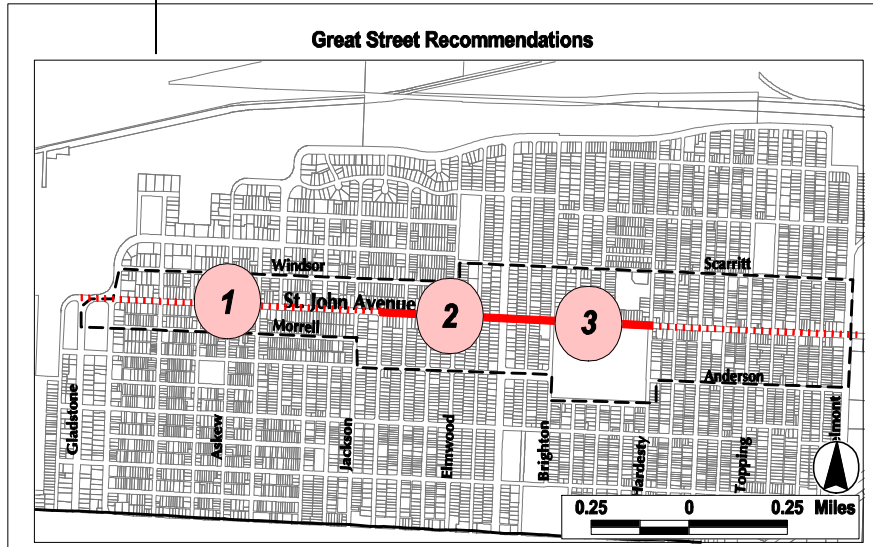 Great Street Recommendations
Windsor
Scarritt
1
St. John Avenue
2
3
Morrell
Anderson
Gladstone
Askew
Jackson
Elmwood
Brighton
Hardesty
Topping
elmont
0.25 0 0.25 Miles